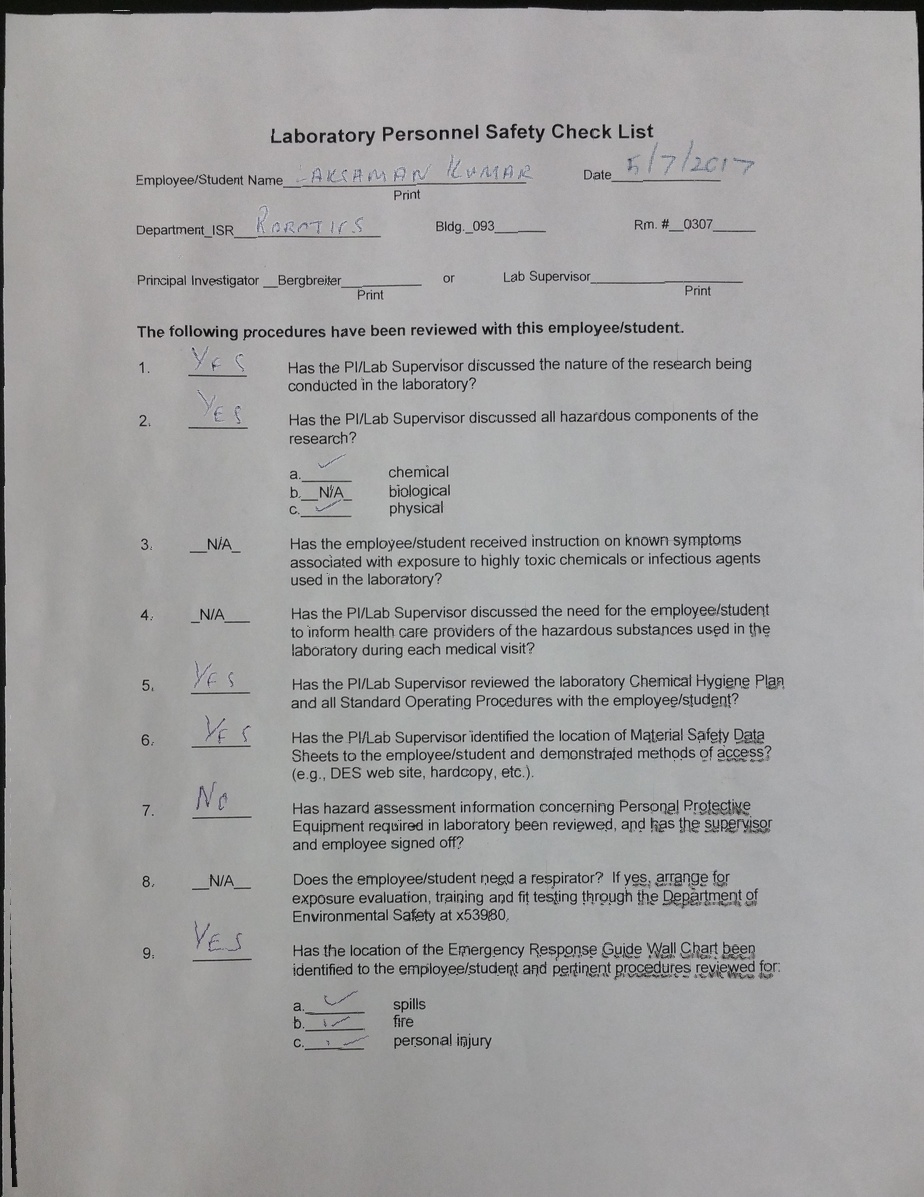 Laboratory Personnel Safety Check List
Employee/Student Name AKSAMAN KUMAR Date 5/7/2017
Print
Department ISR ROBOTICS Bldg. 093 Rm. # 0307
Principal Investigator Bergbreiter or Lab Supervisor
Print Print
The following procedures have been reviewed with this employee/student.
1. YES Has the PI/Lab Supervisor discussed the nature of the research being
conducted in the laboratory?
2. YES Has the PI/Lab Supervisor discussed all hazardous components of the
research?
a. ✓ chemical
b. N/A biological
c. ✓ physical
3. N/A Has the employee/student received instruction on known symptoms
associated with exposure to highly toxic chemicals or infectious agents
used in the laboratory?
4. N/A Has the PI/Lab Supervisor discussed the need for the employee/student
to inform health care providers of the hazardous substances used in the
laboratory during each medical visit?
5. YES Has the PI/Lab Supervisor reviewed the laboratory Chemical Hygiene Plan
and all Standard Operating Procedures with the employee/student?
6. YES Has the PI/Lab Supervisor identified the location of Material Safety Data
Sheets to the employee/student and demonstrated methods of access?
(e.g., DES web site, hardcopy, etc.).
7. No Has hazard assessment information concerning Personal Protective
Equipment required in laboratory been reviewed, and has the supervisor
and employee signed off?
8. N/A Does the employee/student need a respirator? If yes, arrange for
exposure evaluation, training and fit testing through the Department of
Environmental Safety at x53980.
9. YES Has the location of the Emergency Response Guide Wall Chart been
identified to the employee/student and pertinent procedures reviewed for:
a. ✓ spills
b. ✓ fire
c. ✓ personal injury